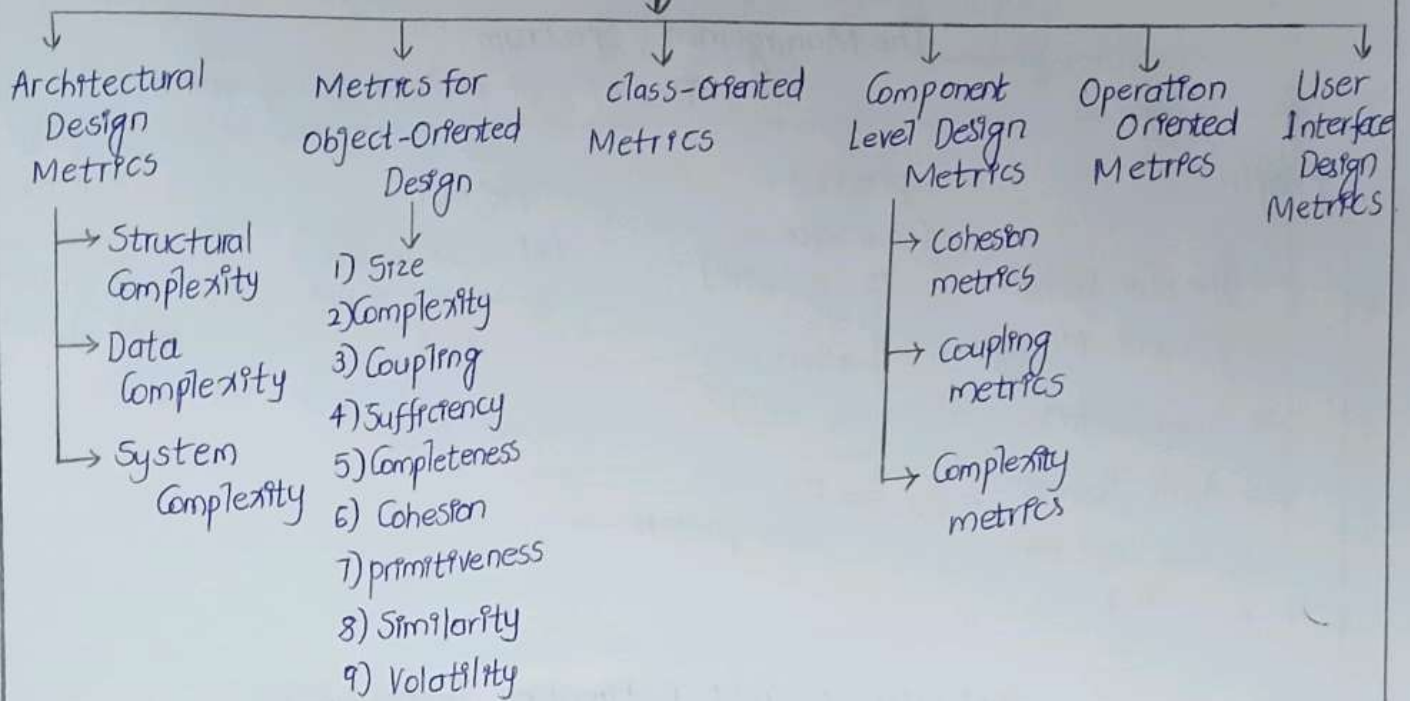 Architectural
Design
Metrics
Structural
Complexity
Data
Complexity
System
Complexity
Metrics for
Object-Oriented
Design
1) Size
2) Complexity
3) Coupling
4) Sufficiency
5) Completeness
6) Cohesion
7) primitiveness
8) Similarity
9) Volatility
Class-Oriented
Metrics
Component
Level Design
Metrics
Cohesion
metrics
Coupling
metrics
Complexity
metrics
Operation
Oriented
Metrics
User
Interface
Design
Metrics